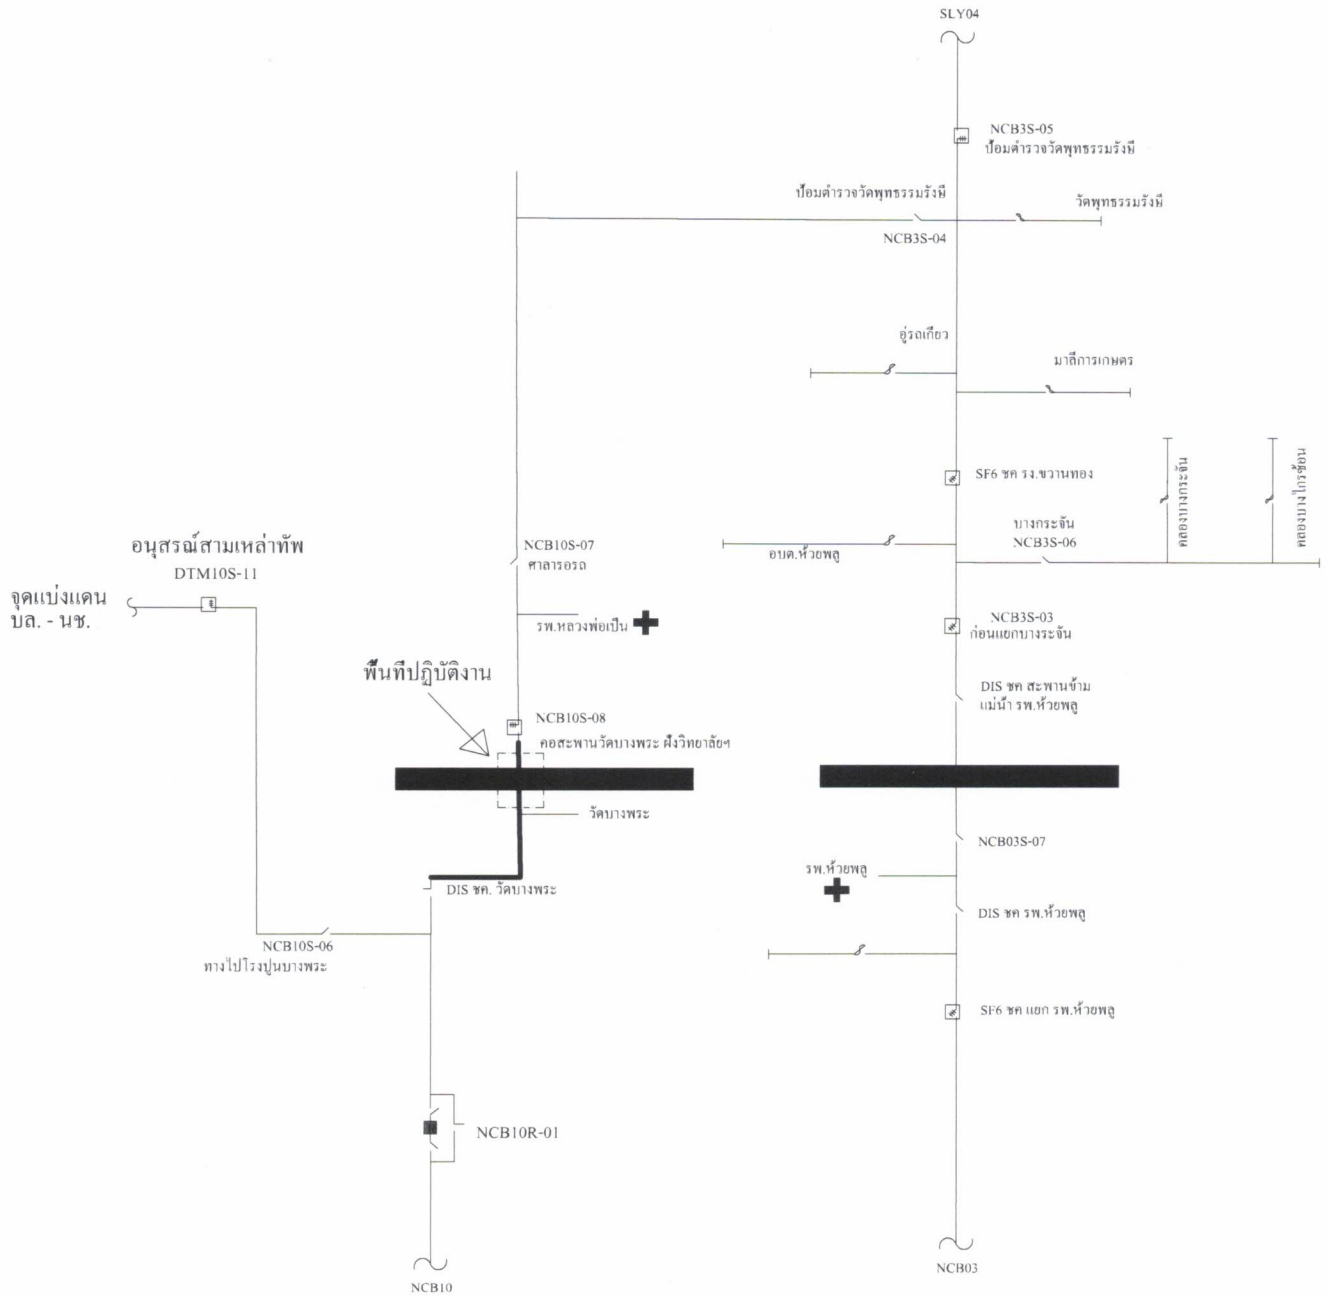 SLY04
NCB3S-05
ป้อมตำรวจวัดพุทธธรรมรังษี
ป้อมตำรวจวัดพุทธธรรมรังษี
วัดพุทธธรรมรังษี
NCB3S-04
อู่รถเกียว
มาลีการเกษตร
SF6 ชค รง.ขวานทอง
คลองบางกระจัน
คลองบางไกรซ้อน
บางกระจัน
NCB3S-06
อบต.ห้วยพลู
NCB10S-07
ศาลารอรถ
อนุสรณ์สามเหล่าทัพ
DTM10S-11
จุดแบ่งแดน
บล. - นช.
รพ.หลวงพ่อเปิ่น
NCB3S-03
ก่อนแยกบางระจัน
พื้นที่ปฏิบัติงาน
DIS ชค สะพานข้าม
แม่น้ำ รพ.ห้วยพลู
NCB10S-08
คอสะพานวัดบางพระ ฝั่งวิทยาลัยฯ
วัดบางพระ
NCB03S-07
รพ.ห้วยพลู
DIS ชค. วัดบางพระ
DIS ชค รพ.ห้วยพลู
NCB10S-06
ทางไปโรงปูนบางพระ
SF6 ชค แยก รพ.ห้วยพลู
NCB10R-01
NCB03
NCB10